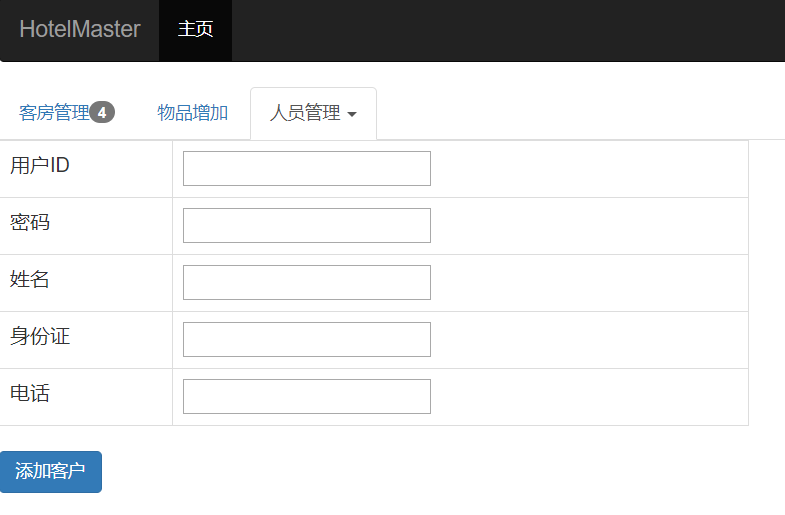 HotelMaster 主页
客房管理 4 物品增加 人员管理
用户ID
密码
姓名
身份证
电话
添加客户